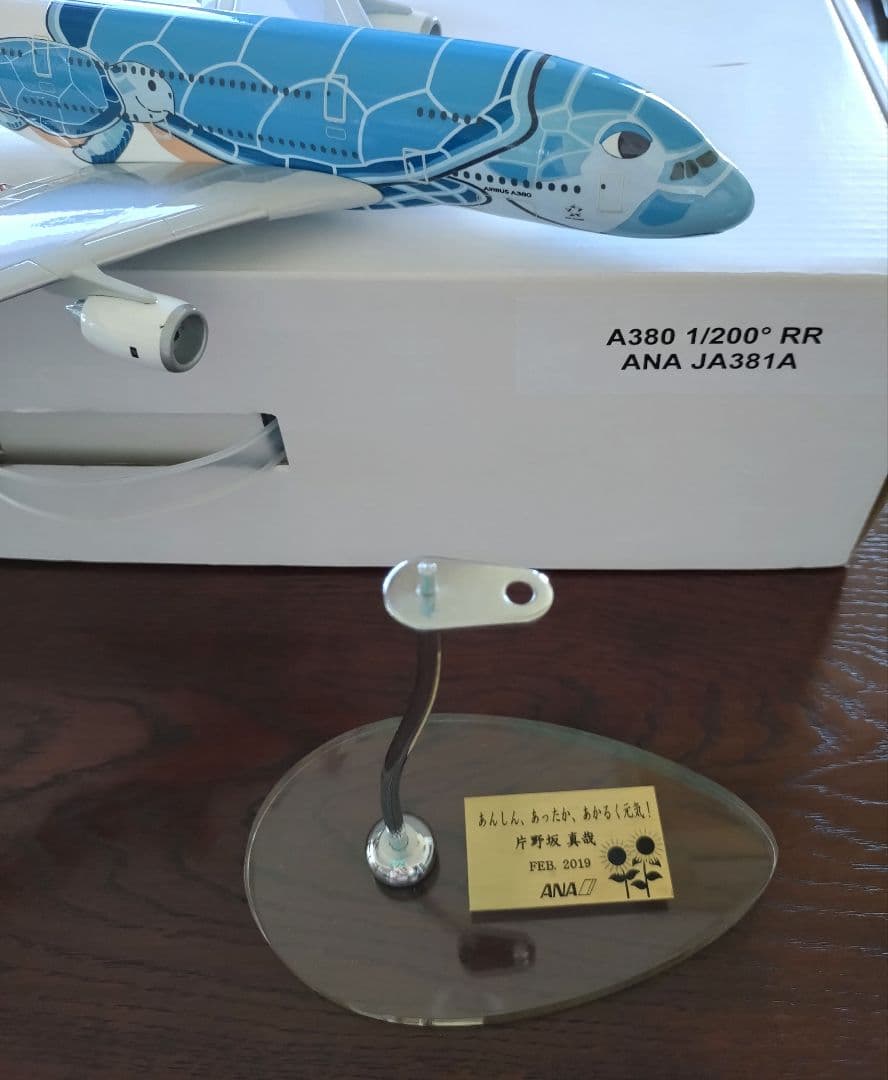 AIRBUS A380
A380 1/200° RR
ANA JA381A
あんしん、あったか、あかるく元気!
片野坂 真哉
FEB. 2019
ANA